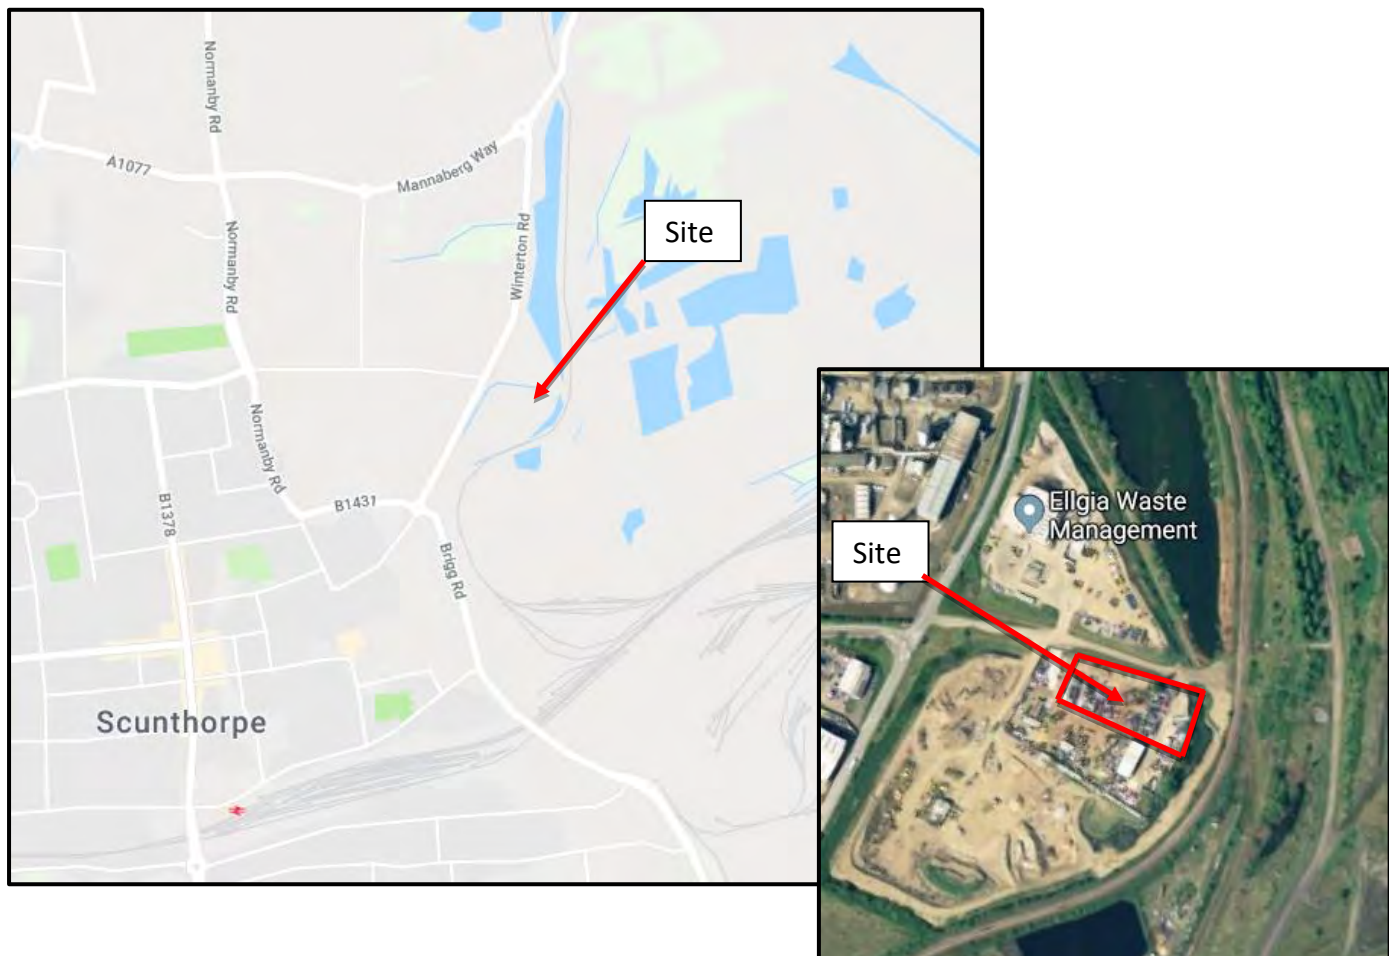 Normanby Rd
A1077
Mannaberg Way
Site
Normanby Rd
Winterton Rd
Normanby Rd
B1378
B1431
Brigg Rd
Scunthorpe
Ellgia Waste
Management
Site